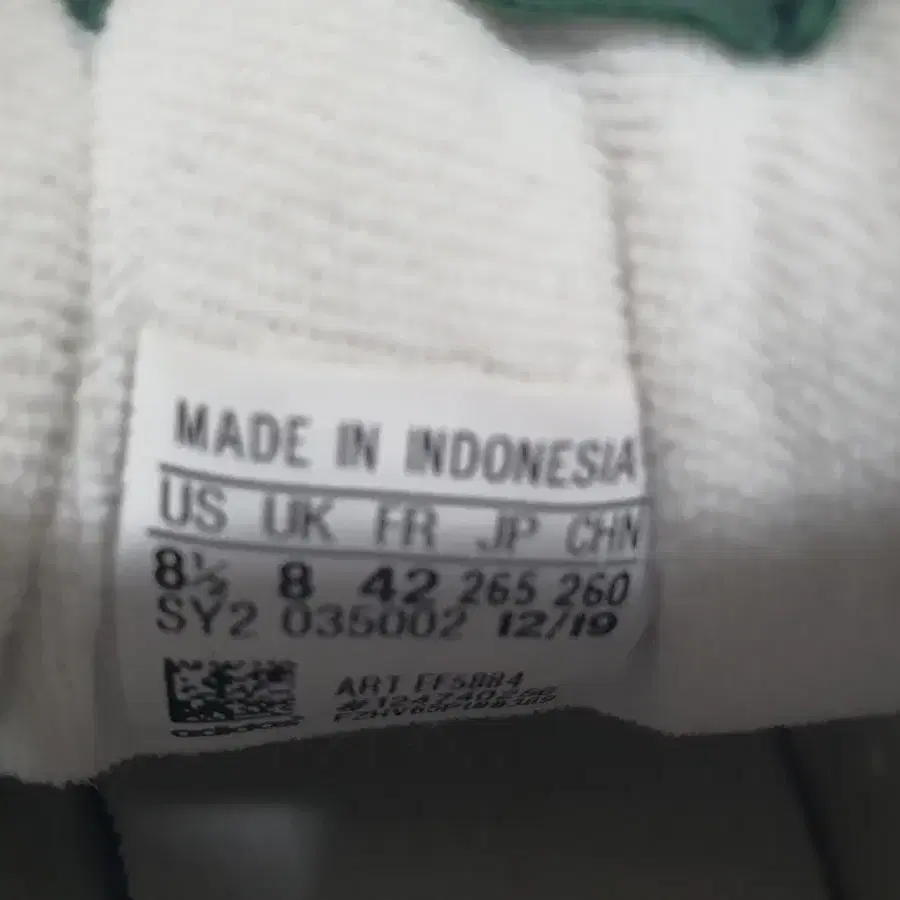 MADE IN INDONESIA
US UK FR JP CHN
8½ 8 42 265 260
SY2 035002 12/19
ART